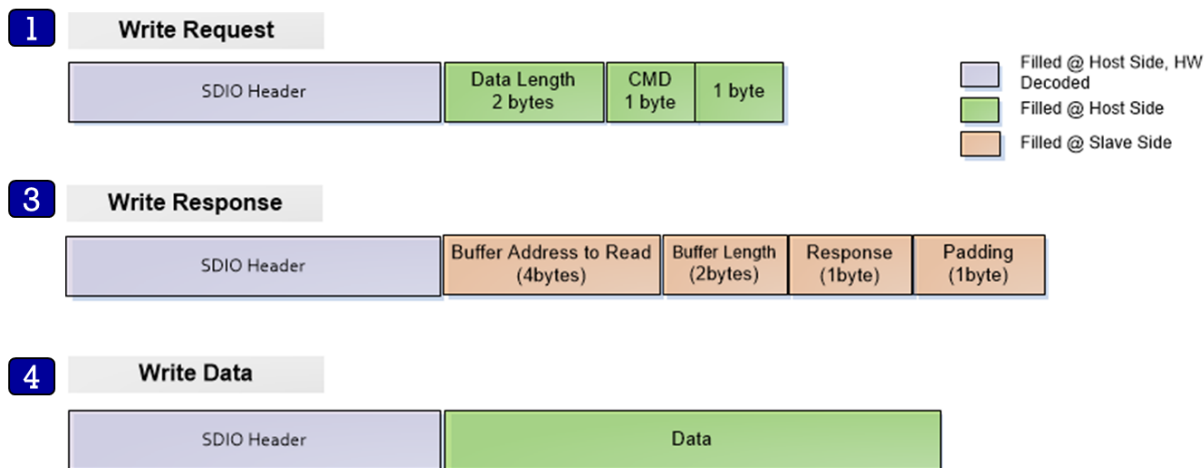 1
Write Request
SDIO Header
Data Length
2 bytes
CMD
1 byte
1 byte
Filled @ Host Side, HW
Decoded
Filled @ Host Side
Filled @ Slave Side
3
Write Response
SDIO Header
Buffer Address to Read
(4bytes)
Buffer Length
(2bytes)
Response
(1byte)
Padding
(1byte)
4
Write Data
SDIO Header
Data